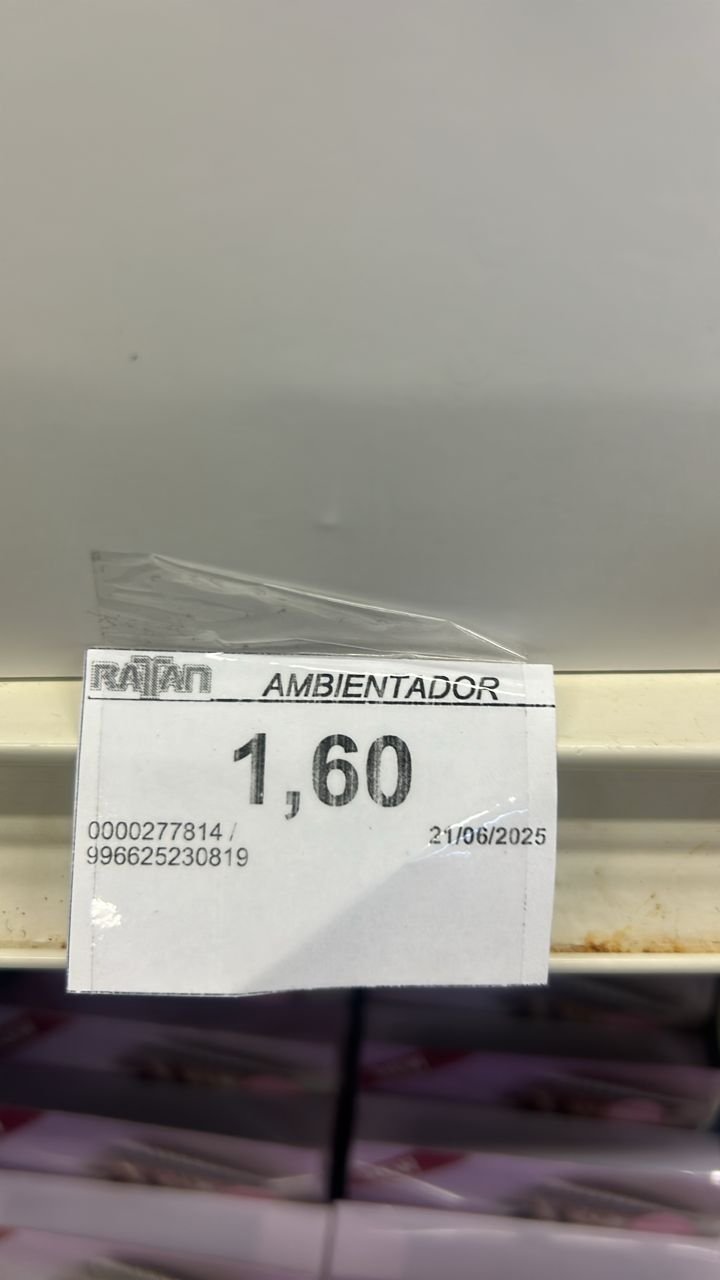 RATTAN AMBIENTADOR
1,60
0000277814 / 21/06/2025
996625230819